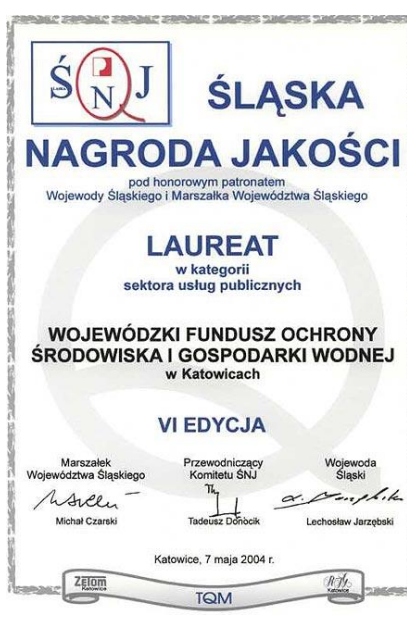 ŚNJ
ŚLĄSKA
NAGRODA JAKOŚCI
pod honorowym patronatem
Wojewody Śląskiego i Marszałka Województwa Śląskiego
LAUREAT
w kategorii
sektora usług publicznych
WOJEWÓDZKI FUNDUSZ OCHRONY
ŚRODOWISKA I GOSPODARKI WODNEJ
w Katowicach
VI EDYCJA
Marszałek Przewodniczący Wojewoda
Województwa Śląskiego Komitetu ŚNJ Śląski
Michał Czarski Tadeusz Donocik Lechosław Jarzębski
Katowice, 7 maja 2004 r.
Zetom
Katowice
Katowice
TQM